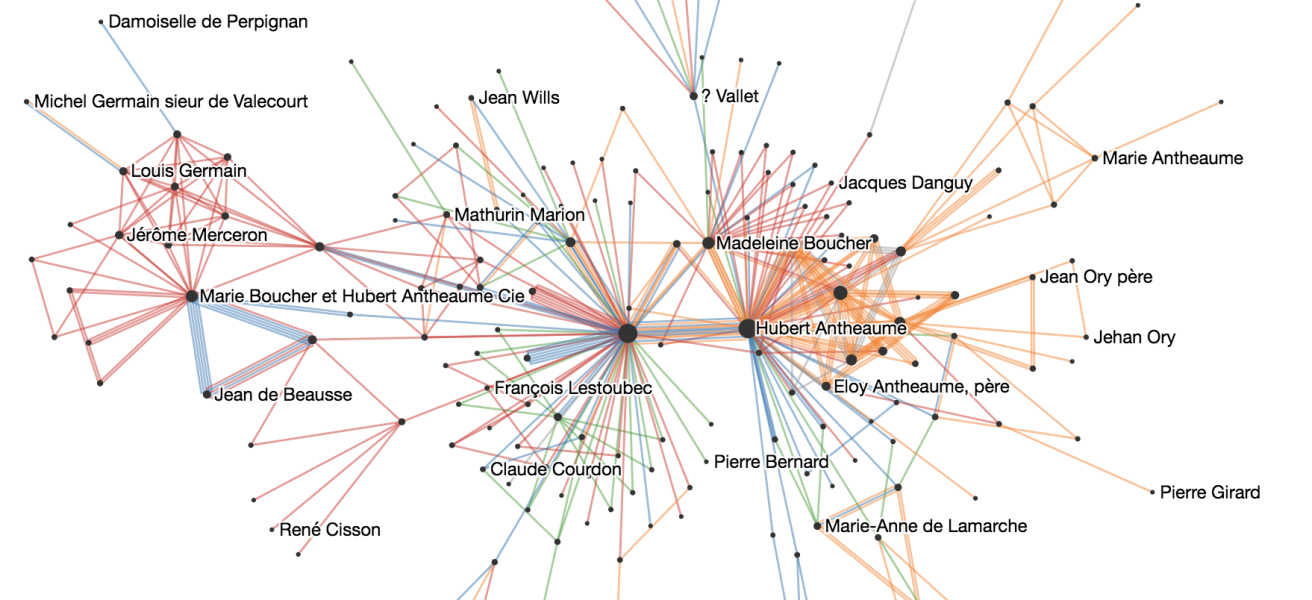 Damoiselle de Perpignan
Michel Germain sieur de Valecourt
Jean Wills
? Vallet
Marie Antheaume
Louis Germain
Jacques Danguy
Mathurin Marion
Jérôme Merceron
Madeleine Boucher
Jean Ory père
Marie Boucher et Hubert Antheaume Cie
Hubert Antheaume
Jehan Ory
François Lestoubec
Eloy Antheaume, père
Jean de Beausse
Pierre Bernard
Claude Courdon
Pierre Girard
René Cisson
Marie-Anne de Lamarche